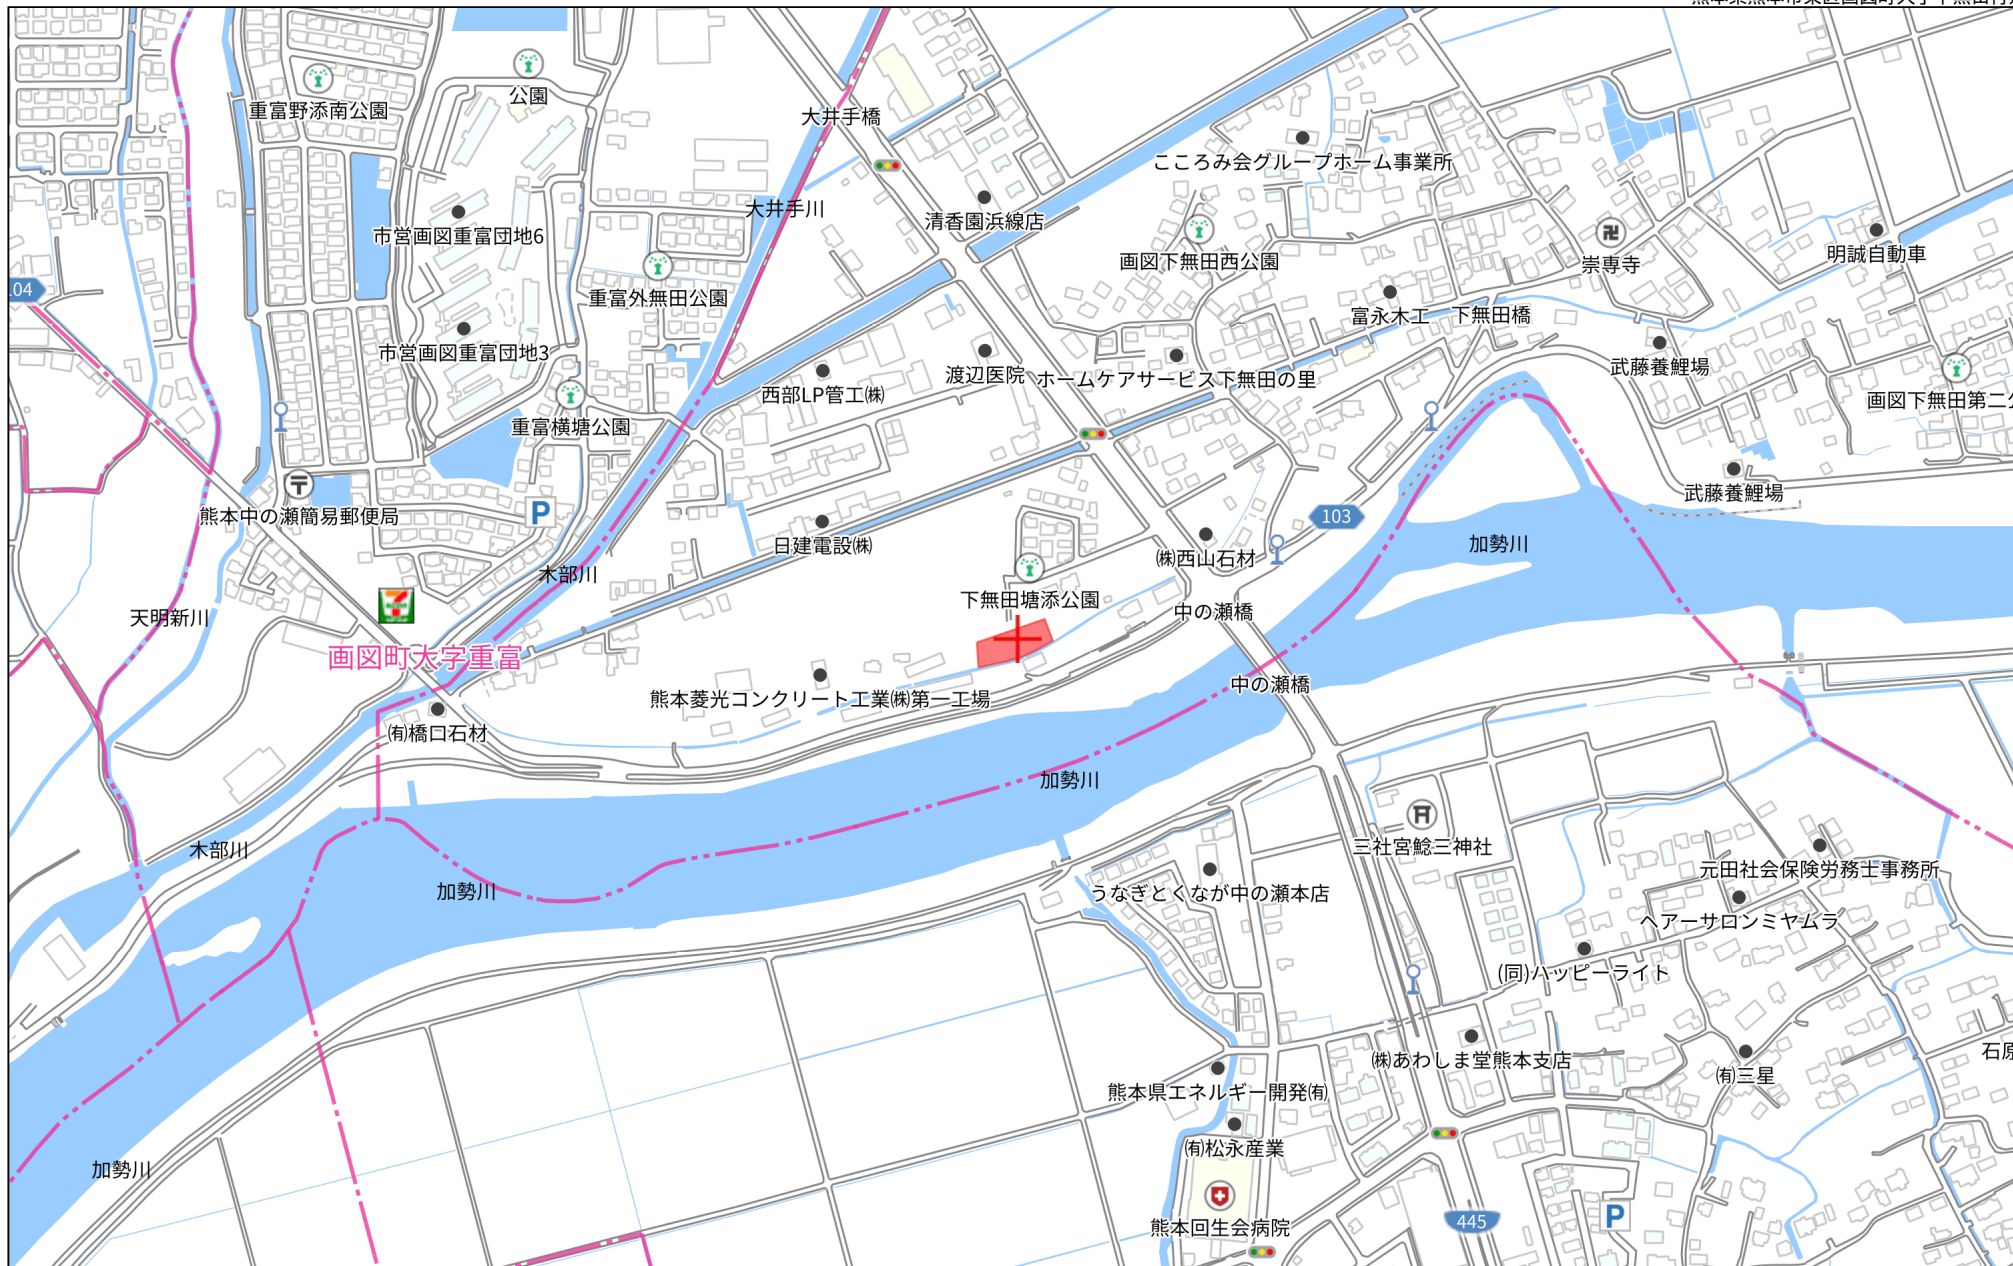 重富野添南公園
公園
大井手橋
こころみ会グループホーム事業所
大井手川
清香園浜線店
市営画図重富団地6
画図下無田西公園
崇専寺
明誠自動車
104
重富外無田公園
富永木工
下無田橋
市営画図重富団地3
渡辺医院
ホームケアサービス下無田の里
武藤養鯉場
西部LP管工㈱
重富横塘公園
画図下無田第二公
武藤養鯉場
熊本中の瀬簡易郵便局
P
103
日建電設㈱
加勢川
㈱西山石材
木部川
下無田塘添公園
中の瀬橋
天明新川
画図町大字重富
中の瀬橋
熊本菱光コンクリート工業㈱第一工場
㈲橋口石材
加勢川
木部川
三社宮鯰三神社
元田社会保険労務士事務所
加勢川
うなぎとくなが中の瀬本店
ヘアーサロンミヤムラ
(同)ハッピーライト
㈱あわしま堂熊本支店
石原
㈲三星
熊本県エネルギー開発㈲
㈲松永産業
加勢川
熊本回生会病院
445
P